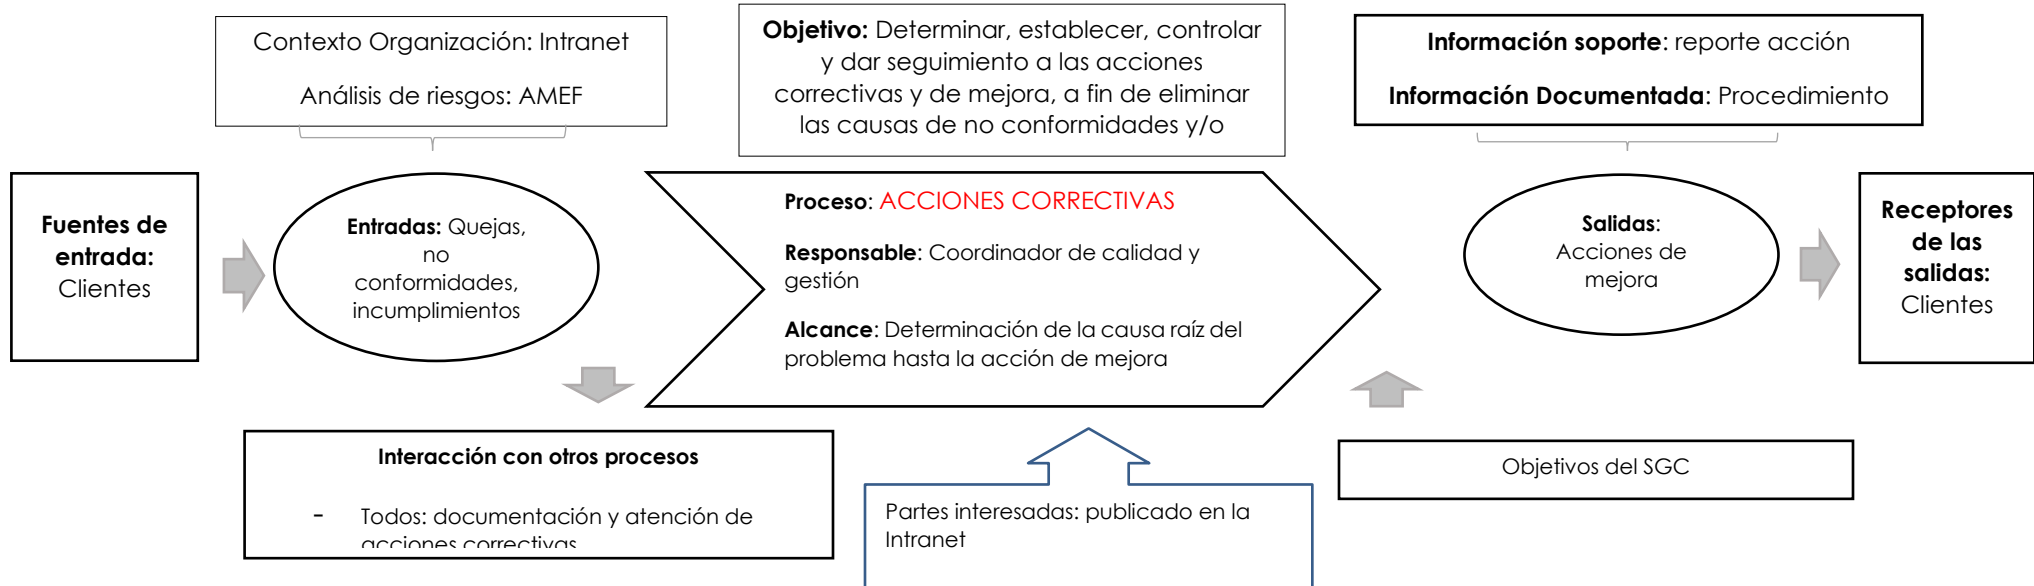 Contexto Organización: Intranet
Análisis de riesgos: AMEF
Objetivo: Determinar, establecer, controlar
y dar seguimiento a las acciones
correctivas y de mejora, a fin de eliminar
las causas de no conformidades y/o
Información soporte: reporte acción
Información Documentada: Procedimiento
Fuentes de
entrada:
Clientes
Entradas: Quejas,
no
conformidades,
incumplimientos
Proceso: ACCIONES CORRECTIVAS
Responsable: Coordinador de calidad y
gestión
Alcance: Determinación de la causa raíz del
problema hasta la acción de mejora
Salidas:
Acciones de
mejora
Receptores
de las
salidas:
Clientes
Interacción con otros procesos
- Todos: documentación y atención de
acciones correctivas
Partes interesadas: publicado en la
Intranet
Objetivos del SGC